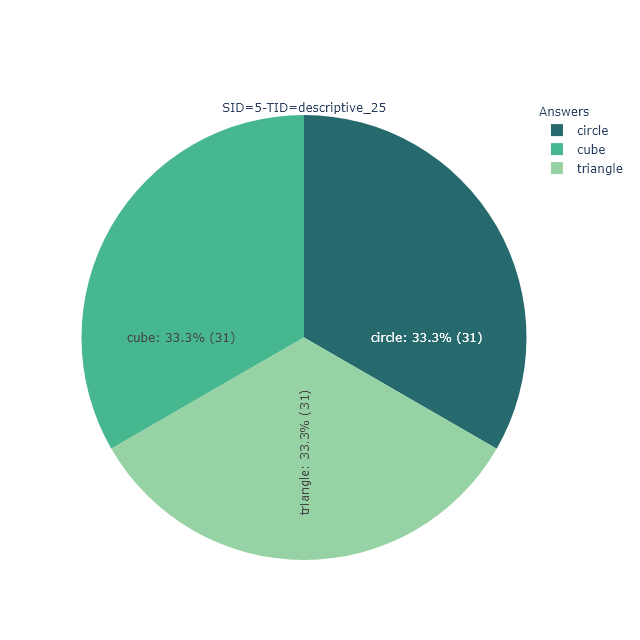 SID=5-TID=descriptive_25
Answers
circle
cube
triangle
cube: 33.3% (31)
circle: 33.3% (31)
triangle: 33.3% (31)